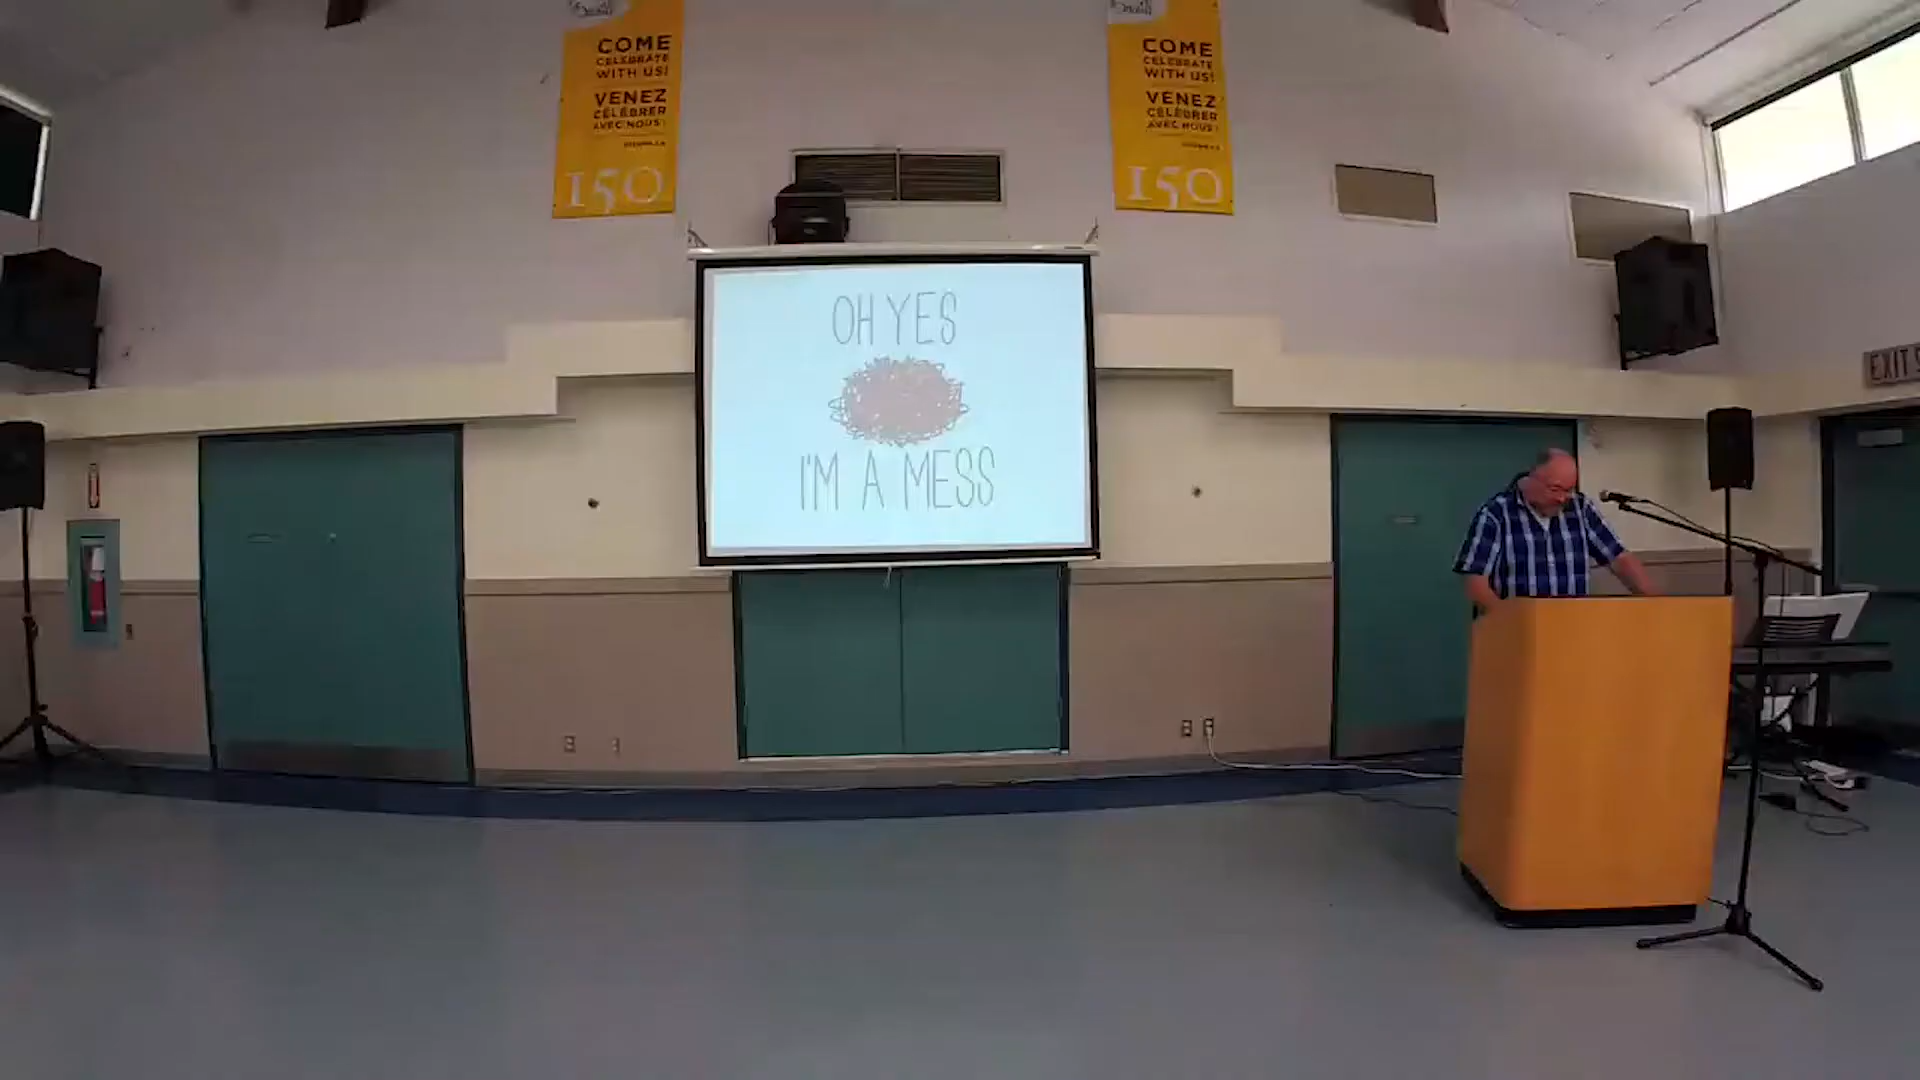 COME
CELEBRATE
WITH US!
VENEZ
CÉLÉBRER
AVEC NOUS!
150
COME
CELEBRATE
WITH US!
VENEZ
CÉLÉBRER
AVEC NOUS!
150
OH YES
I'M A MESS
EXIT